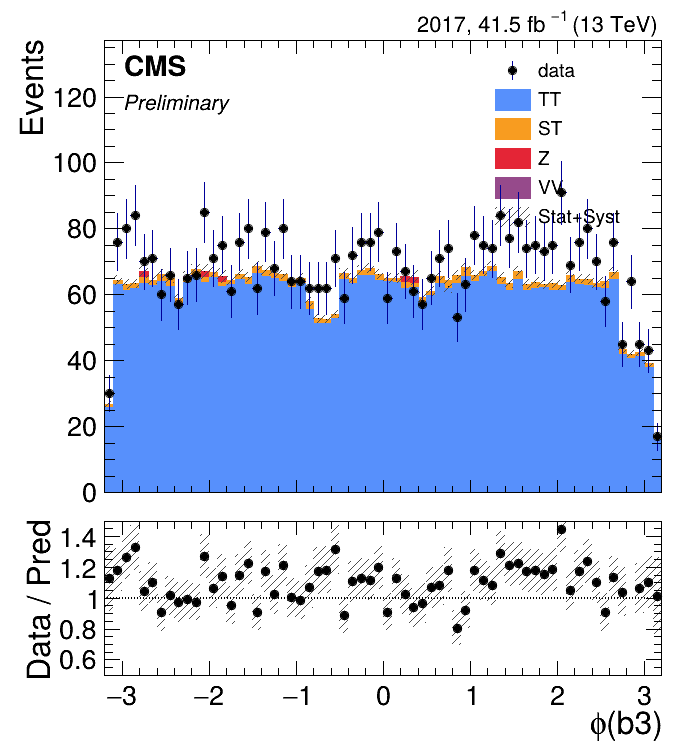 2017, 41.5 fb⁻¹ (13 TeV)
Events
CMS
Preliminary
data
TT
ST
Z
VV
Stat+Syst
120
100
80
60
40
20
0
Data / Pred
1.4
1.2
1
0.8
0.6
−3 −2 −1 0 1 2 3
ϕ(b3)